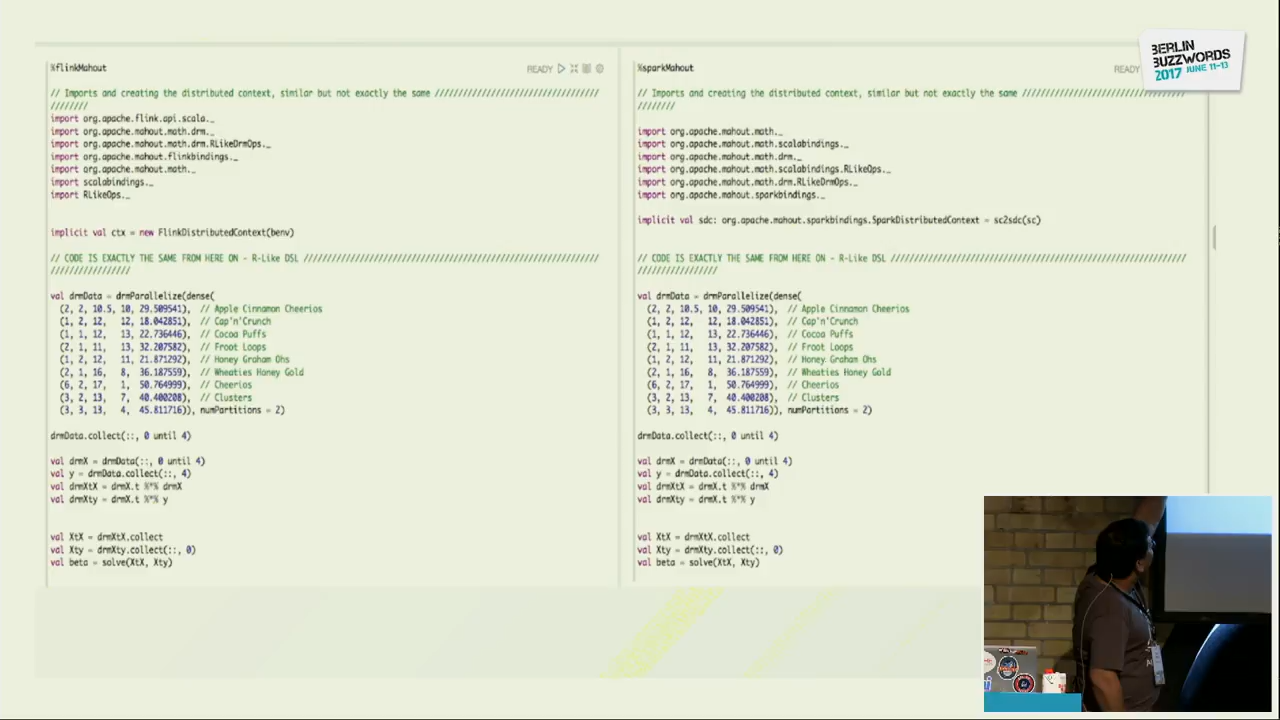 %flinkMahout
READY
// Imports and creating the distributed context, similar but not exactly the same ///////////////////////////////////
////////
import org.apache.flink.api.scala._
import org.apache.mahout.math.drm._
import org.apache.mahout.math.drm.RLikeDrmOps._
import org.apache.mahout.flinkbindings._
import org.apache.mahout.math._
import scalabindings._
import RLikeOps._
implicit val ctx = new FlinkDistributedContext(benv)
// CODE IS EXACTLY THE SAME FROM HERE ON - R-Like DSL ///////////////////////////////////////////////////////////////
/////////////////
val drmData = drmParallelize(dense(
(2, 2, 10.5, 10, 29.509541), // Apple Cinnamon Cheerios
(1, 2, 12, 12, 18.042851), // Cap'n'Crunch
(1, 1, 12, 13, 22.736446), // Cocoa Puffs
(2, 1, 11, 13, 32.207582), // Froot Loops
(1, 2, 12, 11, 21.871292), // Honey Graham Ohs
(2, 1, 16, 8, 36.187559), // Wheaties Honey Gold
(6, 2, 17, 1, 50.764999), // Cheerios
(3, 2, 13, 7, 40.400208), // Clusters
(3, 3, 13, 4, 45.811716)), numPartitions = 2)
drmData.collect(::, 0 until 4)
val drmX = drmData(::, 0 until 4)
val y = drmData.collect(::, 4)
val drmXtX = drmX.t %*% drmX
val drmXty = drmX.t %*% y
val XtX = drmXtX.collect
val Xty = drmXty.collect(::, 0)
val beta = solve(XtX, Xty)
%sparkMahout
READY
// Imports and creating the distributed context, similar but not exactly the same ///////////////////////////////////
////////
import org.apache.mahout.math._
import org.apache.mahout.math.scalabindings._
import org.apache.mahout.math.drm._
import org.apache.mahout.math.scalabindings.RLikeOps._
import org.apache.mahout.math.drm.RLikeDrmOps._
import org.apache.mahout.sparkbindings._
implicit val sdc: org.apache.mahout.sparkbindings.SparkDistributedContext = sc2sdc(sc)
// CODE IS EXACTLY THE SAME FROM HERE ON - R-Like DSL ///////////////////////////////////////////////////////////////
/////////////////
val drmData = drmParallelize(dense(
(2, 2, 10.5, 10, 29.509541), // Apple Cinnamon Cheerios
(1, 2, 12, 12, 18.042851), // Cap'n'Crunch
(1, 1, 12, 13, 22.736446), // Cocoa Puffs
(2, 1, 11, 13, 32.207582), // Froot Loops
(1, 2, 12, 11, 21.871292), // Honey Graham Ohs
(2, 1, 16, 8, 36.187559), // Wheaties Honey Gold
(6, 2, 17, 1, 50.764999), // Cheerios
(3, 2, 13, 7, 40.400208), // Clusters
(3, 3, 13, 4, 45.811716)), numPartitions = 2)
drmData.collect(::, 0 until 4)
val drmX = drmData(::, 0 until 4)
val y = drmData.collect(::, 4)
val drmXtX = drmX.t %*% drmX
val drmXty = drmX.t %*% y
val XtX = drmXtX.collect
val Xty = drmXty.collect(::, 0)
val beta = solve(XtX, Xty)
BERLIN
BUZZWORDS
2017 JUNE 11-13